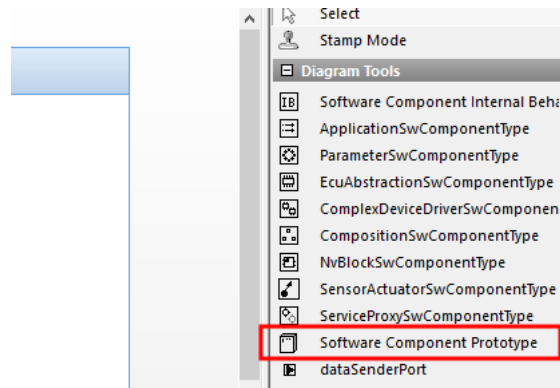 Select
Stamp Mode
Diagram Tools
IB Software Component Internal Beha
ApplicationSwComponentType
ParameterSwComponentType
EcuAbstractionSwComponentType
ComplexDeviceDriverSwComponen
CompositionSwComponentType
NvBlockSwComponentType
SensorActuatorSwComponentType
ServiceProxySwComponentType
Software Component Prototype
dataSenderPort